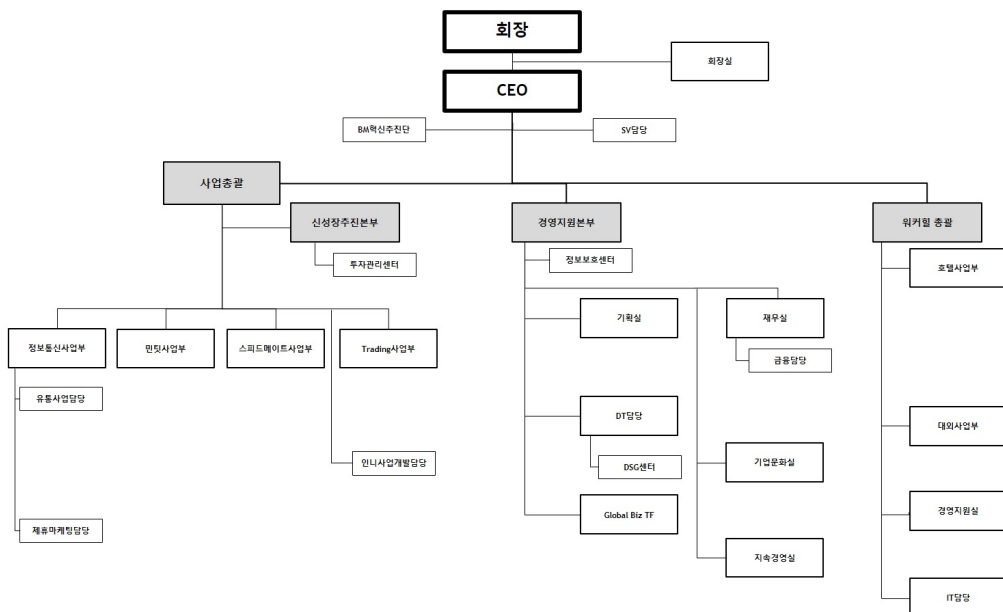 회장
회장실
CEO
BM혁신추진단
SV담당
사업총괄
신성장추진본부
경영지원본부
워커힐 총괄
투자관리센터
정보보호센터
호텔사업부
기획실
재무실
정보통신사업부
민팃사업부
스피드메이트사업부
Trading사업부
금융담당
유통사업담당
DT담당
대외사업부
인니사업개발담당
DSG센터
기업문화실
제휴마케팅담당
Global Biz TF
경영지원실
지속경영실
IT담당